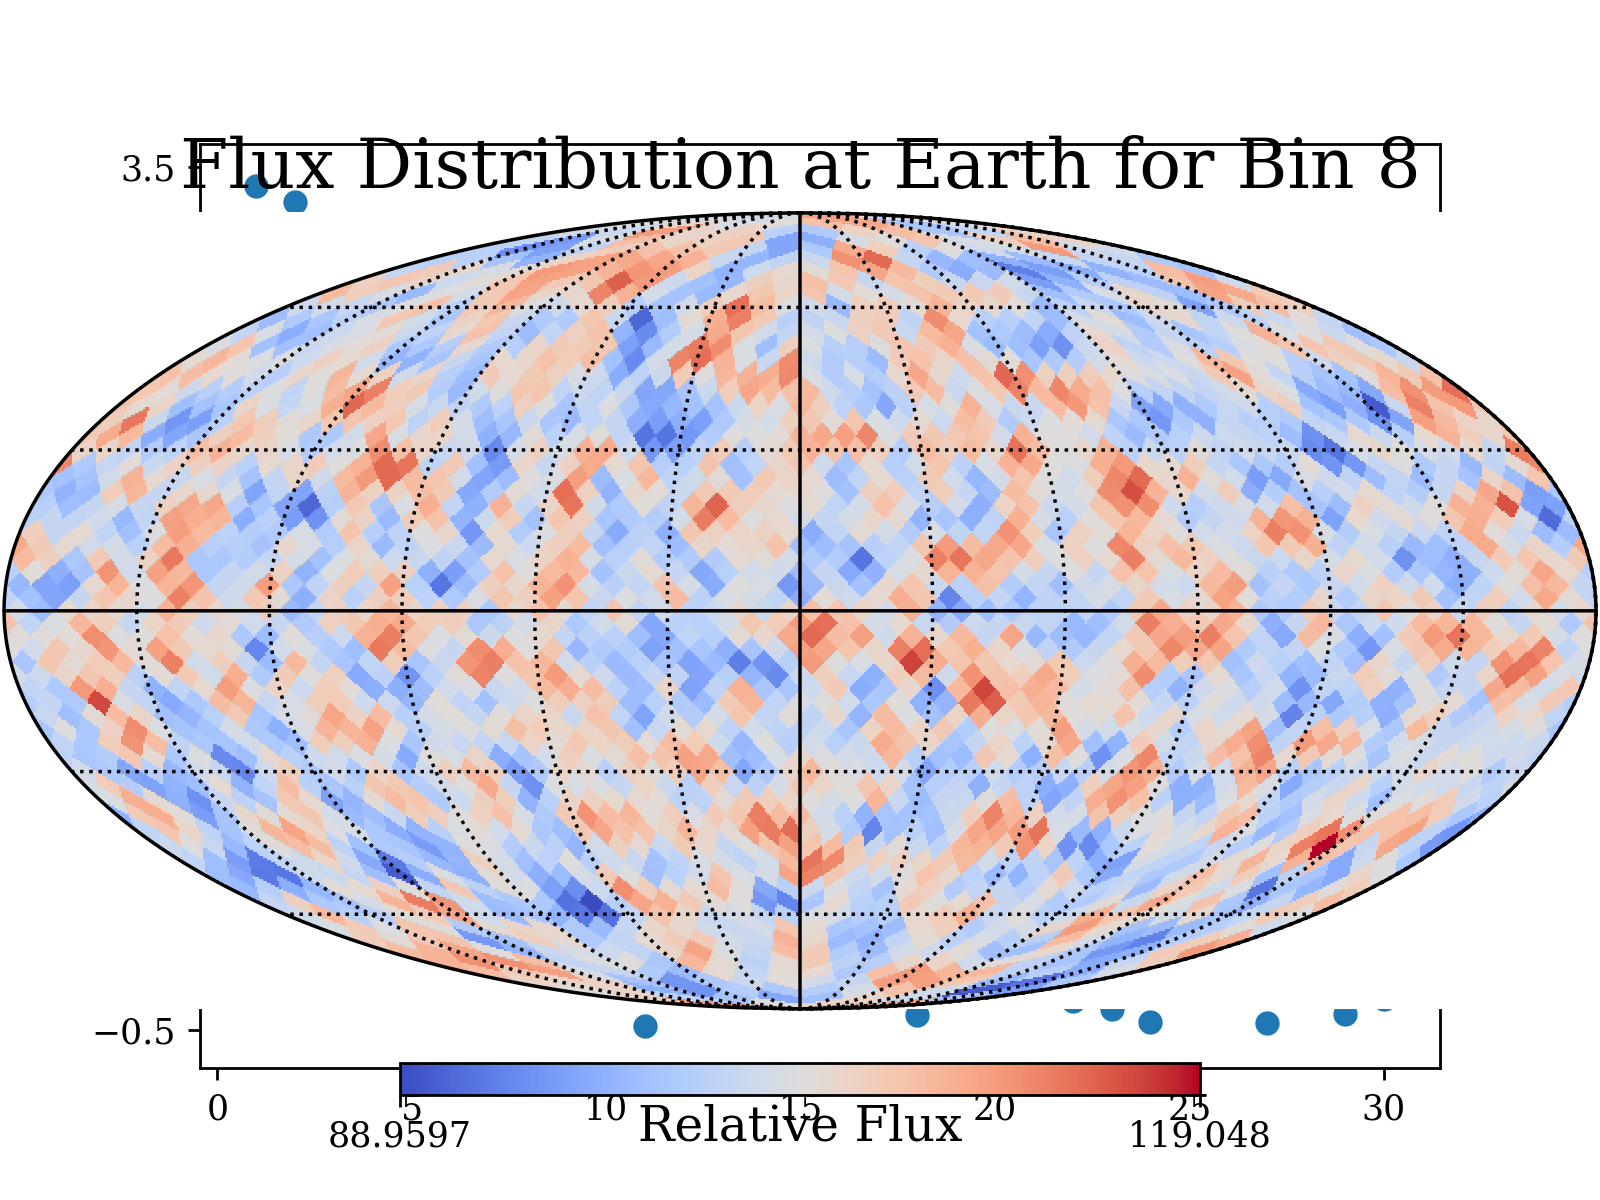 Flux Distribution at Earth for Bin 8
3.5
−0.5
0 5 10 15 20 25 30
88.9597 Relative Flux 119.048